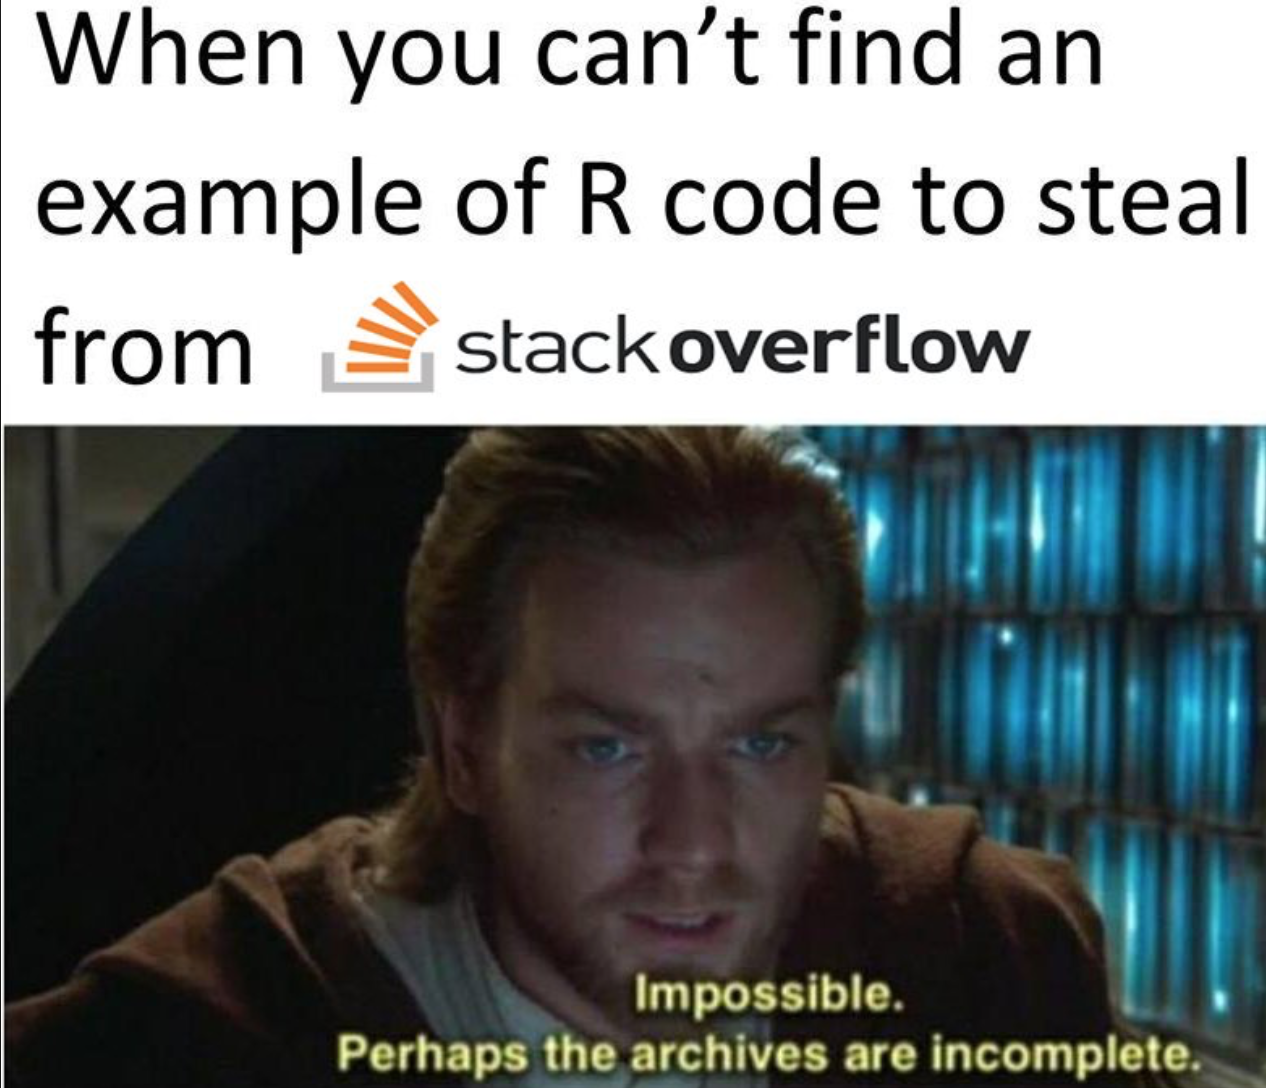 When you can’t find an
example of R code to steal
from stackoverflow
Impossible.
Perhaps the archives are incomplete.